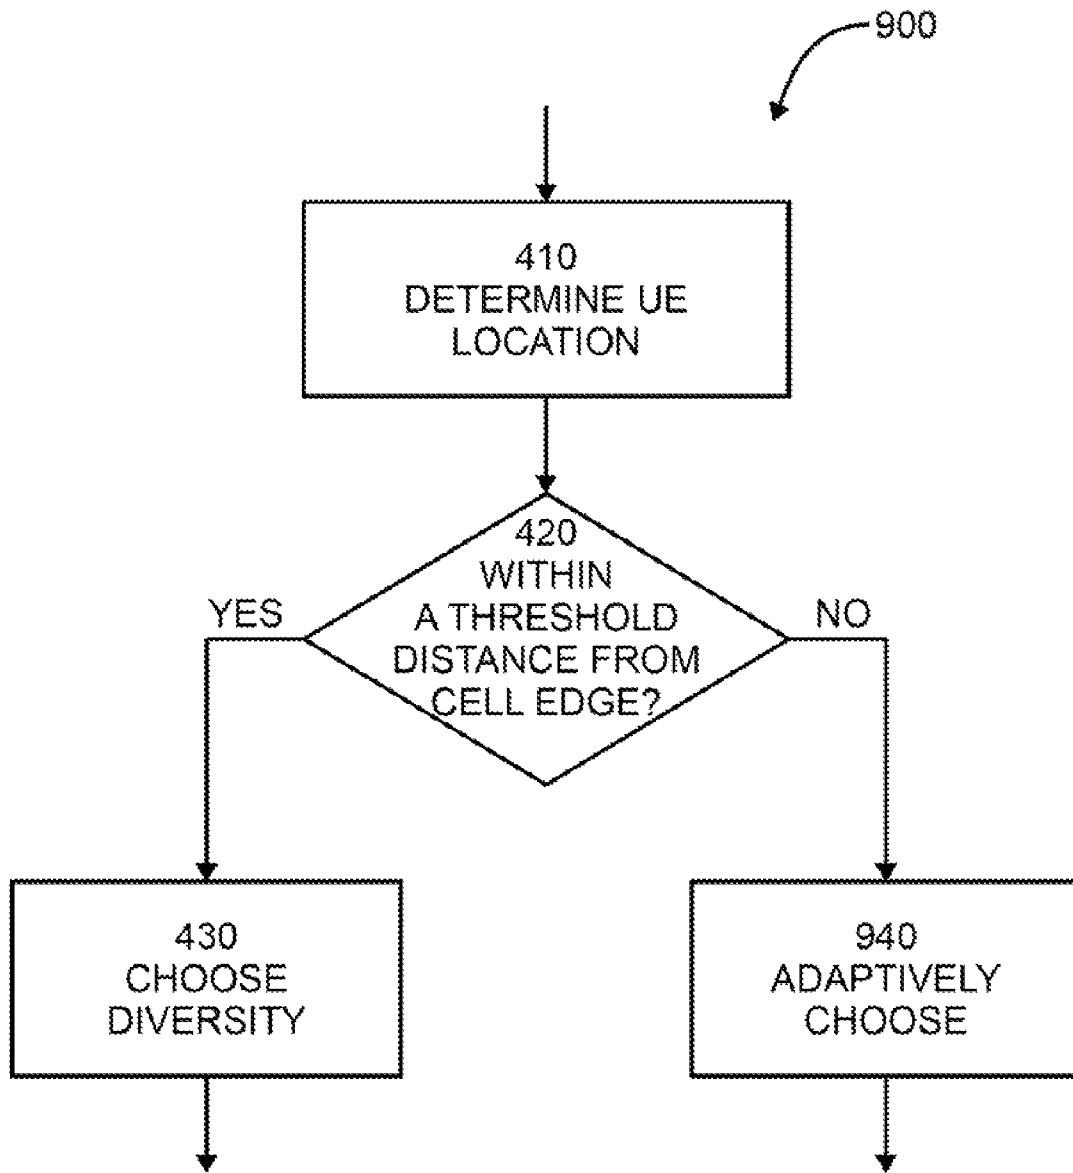 900
410
DETERMINE UE
LOCATION
420
WITHIN
A THRESHOLD
DISTANCE FROM
CELL EDGE?
YES
NO
430
CHOOSE
DIVERSITY
940
ADAPTIVELY
CHOOSE